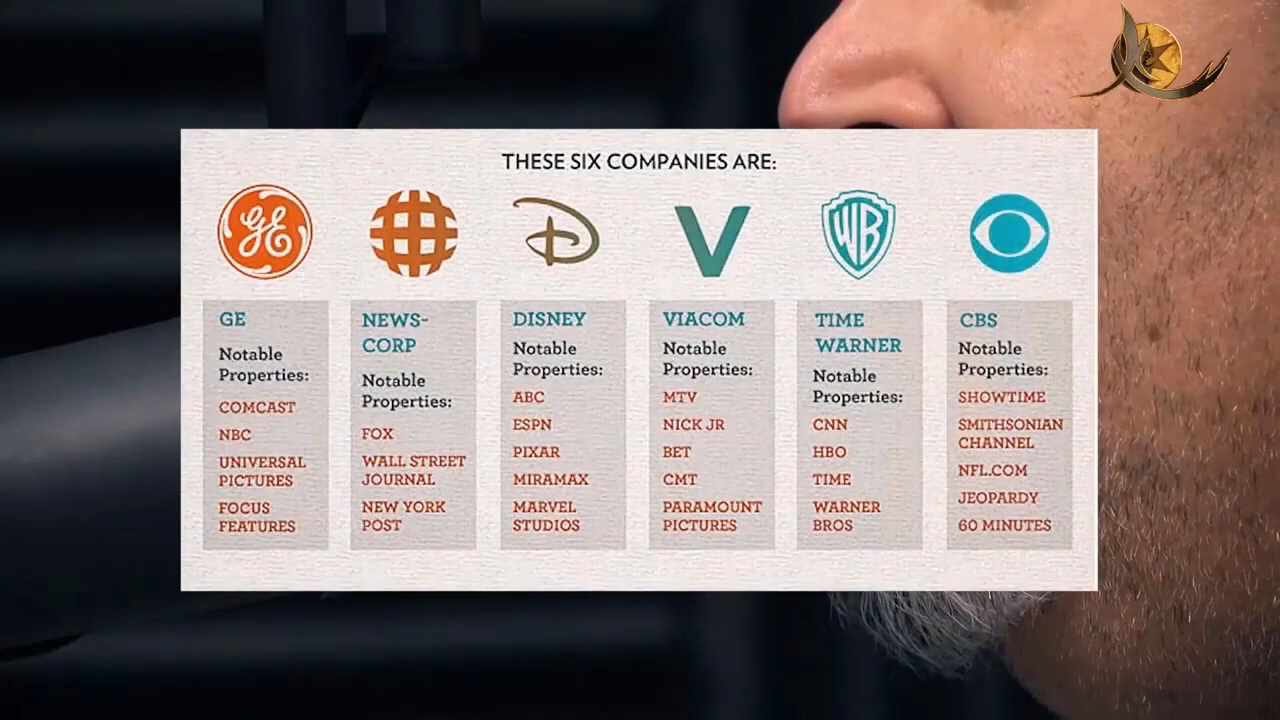 THESE SIX COMPANIES ARE:
GE
WB
GE
Notable
Properties:
COMCAST
NBC
UNIVERSAL
PICTURES
FOCUS
FEATURES
NEWS-
CORP
Notable
Properties:
FOX
WALL STREET
JOURNAL
NEW YORK
POST
DISNEY
Notable
Properties:
ABC
ESPN
PIXAR
MIRAMAX
MARVEL
STUDIOS
VIACOM
Notable
Properties:
MTV
NICK JR
BET
CMT
PARAMOUNT
PICTURES
TIME
WARNER
Notable
Properties:
CNN
HBO
TIME
WARNER
BROS
CBS
Notable
Properties:
SHOWTIME
SMITHSONIAN
CHANNEL
NFL.COM
JEOPARDY
60 MINUTES